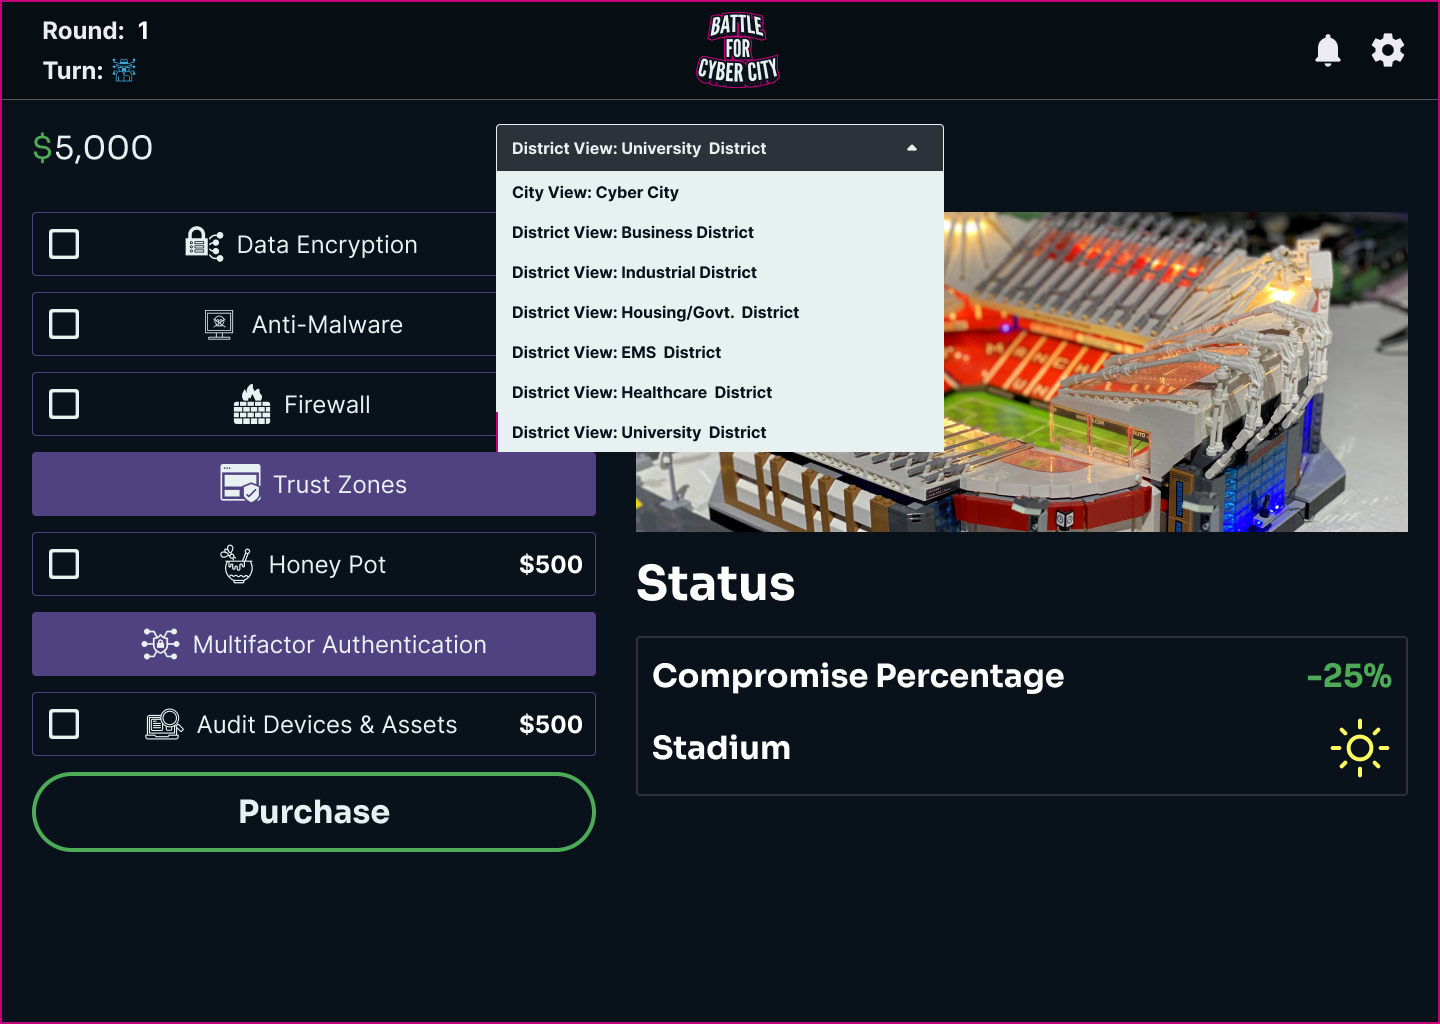 Round: 1
Turn:
BATTLE
FOR
CYBER CITY
$5,000
District View: University District
City View: Cyber City
District View: Business District
District View: Industrial District
District View: Housing/Govt. District
District View: EMS District
District View: Healthcare District
District View: University District
Data Encryption
Anti-Malware
Firewall
Trust Zones
Honey Pot $500
Multifactor Authentication
Audit Devices & Assets $500
Purchase
MANCH
UN
Status
Compromise Percentage -25%
Stadium